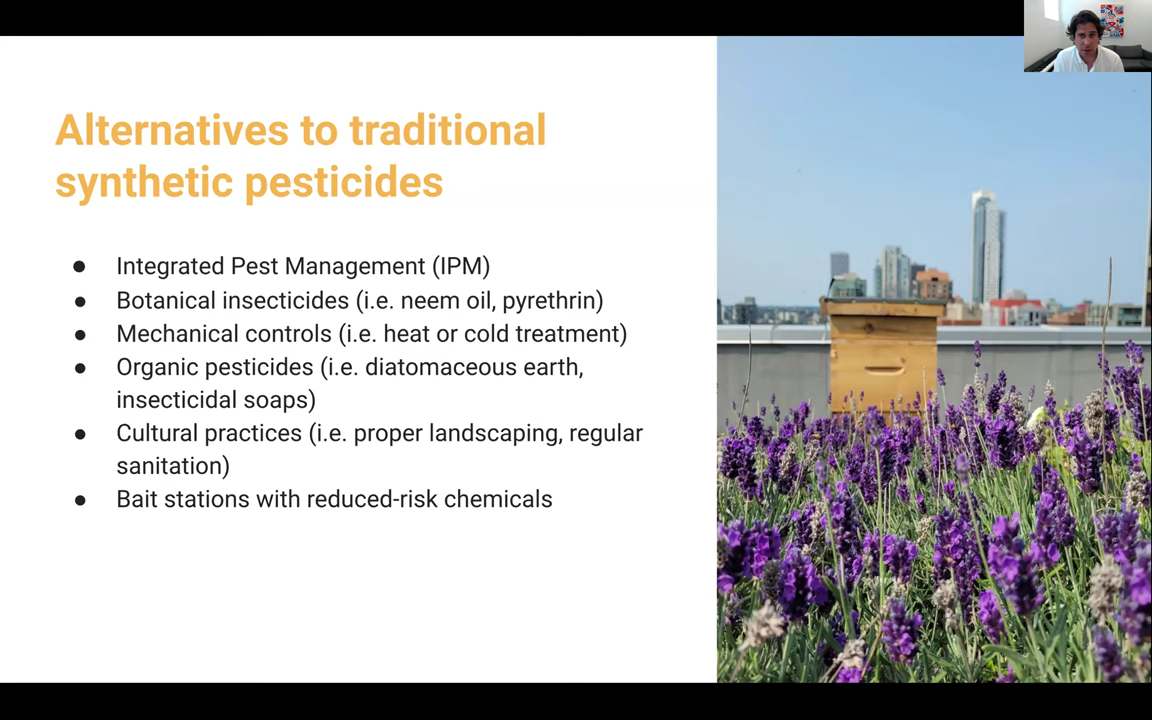 Alternatives to traditional
synthetic pesticides
● Integrated Pest Management (IPM)
● Botanical insecticides (i.e. neem oil, pyrethrin)
● Mechanical controls (i.e. heat or cold treatment)
● Organic pesticides (i.e. diatomaceous earth,
insecticidal soaps)
● Cultural practices (i.e. proper landscaping, regular
sanitation)
● Bait stations with reduced-risk chemicals